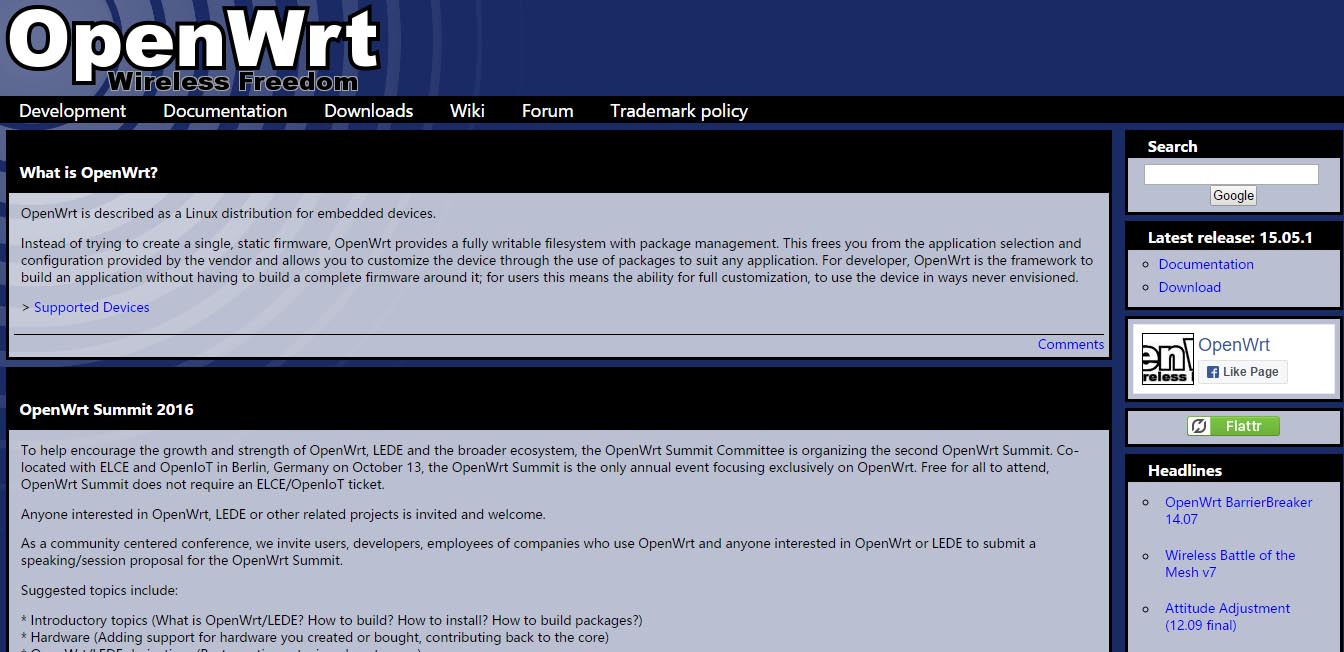 OpenWrt
Wireless Freedom
Development Documentation Downloads Wiki Forum Trademark policy
What is OpenWrt?
OpenWrt is described as a Linux distribution for embedded devices.
Instead of trying to create a single, static firmware, OpenWrt provides a fully writable filesystem with package management. This frees you from the application selection and
configuration provided by the vendor and allows you to customize the device through the use of packages to suit any application. For developer, OpenWrt is the framework to
build an application without having to build a complete firmware around it; for users this means the ability for full customization, to use the device in ways never envisioned.
> Supported Devices
Comments
OpenWrt Summit 2016
To help encourage the growth and strength of OpenWrt, LEDE and the broader ecosystem, the OpenWrt Summit Committee is organizing the second OpenWrt Summit. Co-
located with ELCE and OpenIoT in Berlin, Germany on October 13, the OpenWrt Summit is the only annual event focusing exclusively on OpenWrt. Free for all to attend,
OpenWrt Summit does not require an ELCE/OpenIoT ticket.
Anyone interested in OpenWrt, LEDE or other related projects is invited and welcome.
As a community centered conference, we invite users, developers, employees of companies who use OpenWrt and anyone interested in OpenWrt or LEDE to submit a
speaking/session proposal for the OpenWrt Summit.
Suggested topics include:
* Introductory topics (What is OpenWrt/LEDE? How to build? How to install? How to build packages?)
* Hardware (Adding support for hardware you created or bought, contributing back to the core)
Search
Google
Latest release: 15.05.1
Documentation
Download
OpenWrt
Like Page
Flattr
Headlines
OpenWrt BarrierBreaker
14.07
Wireless Battle of the
Mesh v7
Attitude Adjustment
(12.09 final)